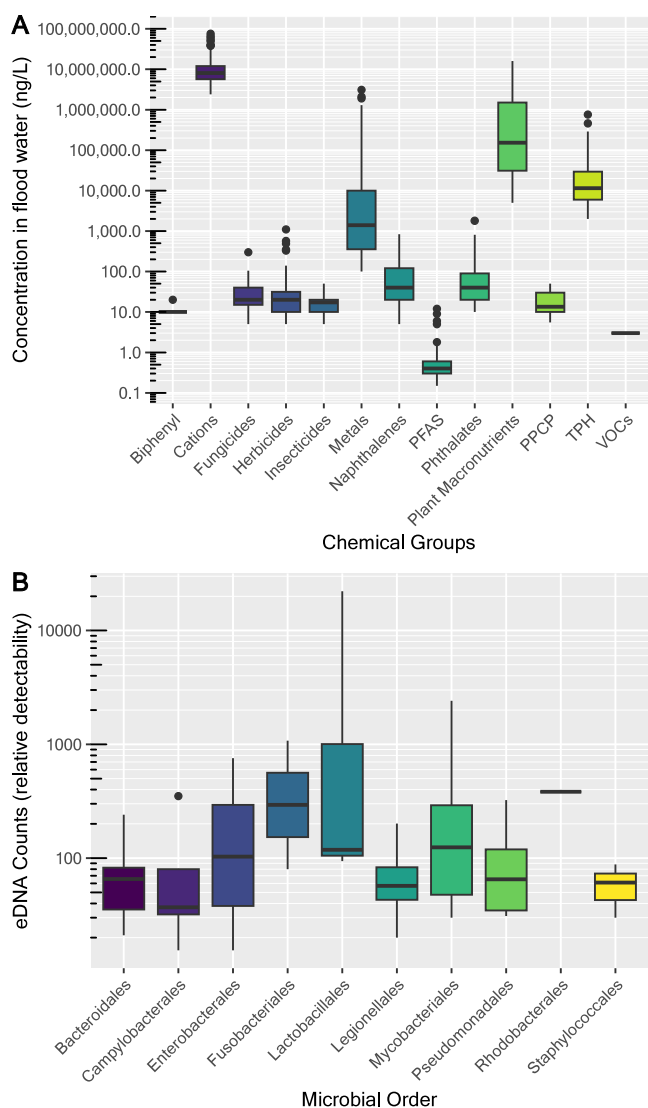 A
Concentration in flood water (ng/L)
100,000,000.0
10,000,000.0
1,000,000.0
100,000.0
10,000.0
1,000.0
100.0
10.0
1.0
0.1
Biphenyl
Cations
Fungicides
Herbicides
Insecticides
Metals
Naphthalenes
PFAS
Phthalates
Plant Macronutrients
PPCP
TPH
VOCs
Chemical Groups
B
eDNA Counts (relative detectability)
10000
1000
100
Bacteroidales
Campylobacterales
Enterobacterales
Fusobacteriales
Lactobacillales
Legionellales
Mycobacteriales
Pseudomonadales
Rhodobacterales
Staphylococcales
Microbial Order